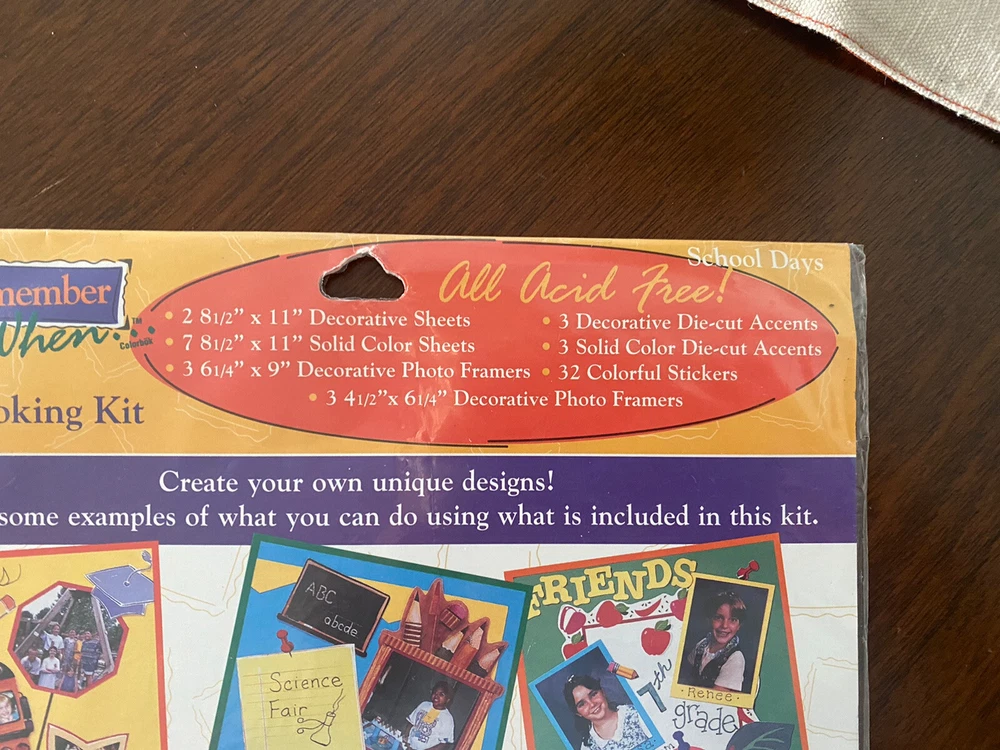 School Days
member
When!™
Colorbök
oking Kit
All Acid Free!
• 2 8 1/2" x 11" Decorative Sheets
• 7 8 1/2" x 11" Solid Color Sheets
• 3 6 1/4" x 9" Decorative Photo Framers
• 3 Decorative Die-cut Accents
• 3 Solid Color Die-cut Accents
• 32 Colorful Stickers
• 3 4 1/2"x 6 1/4" Decorative Photo Framers
Create your own unique designs!
some examples of what you can do using what is included in this kit.
ABC
abcde
Science
Fair
FRIENDS
Renee
7th
grade